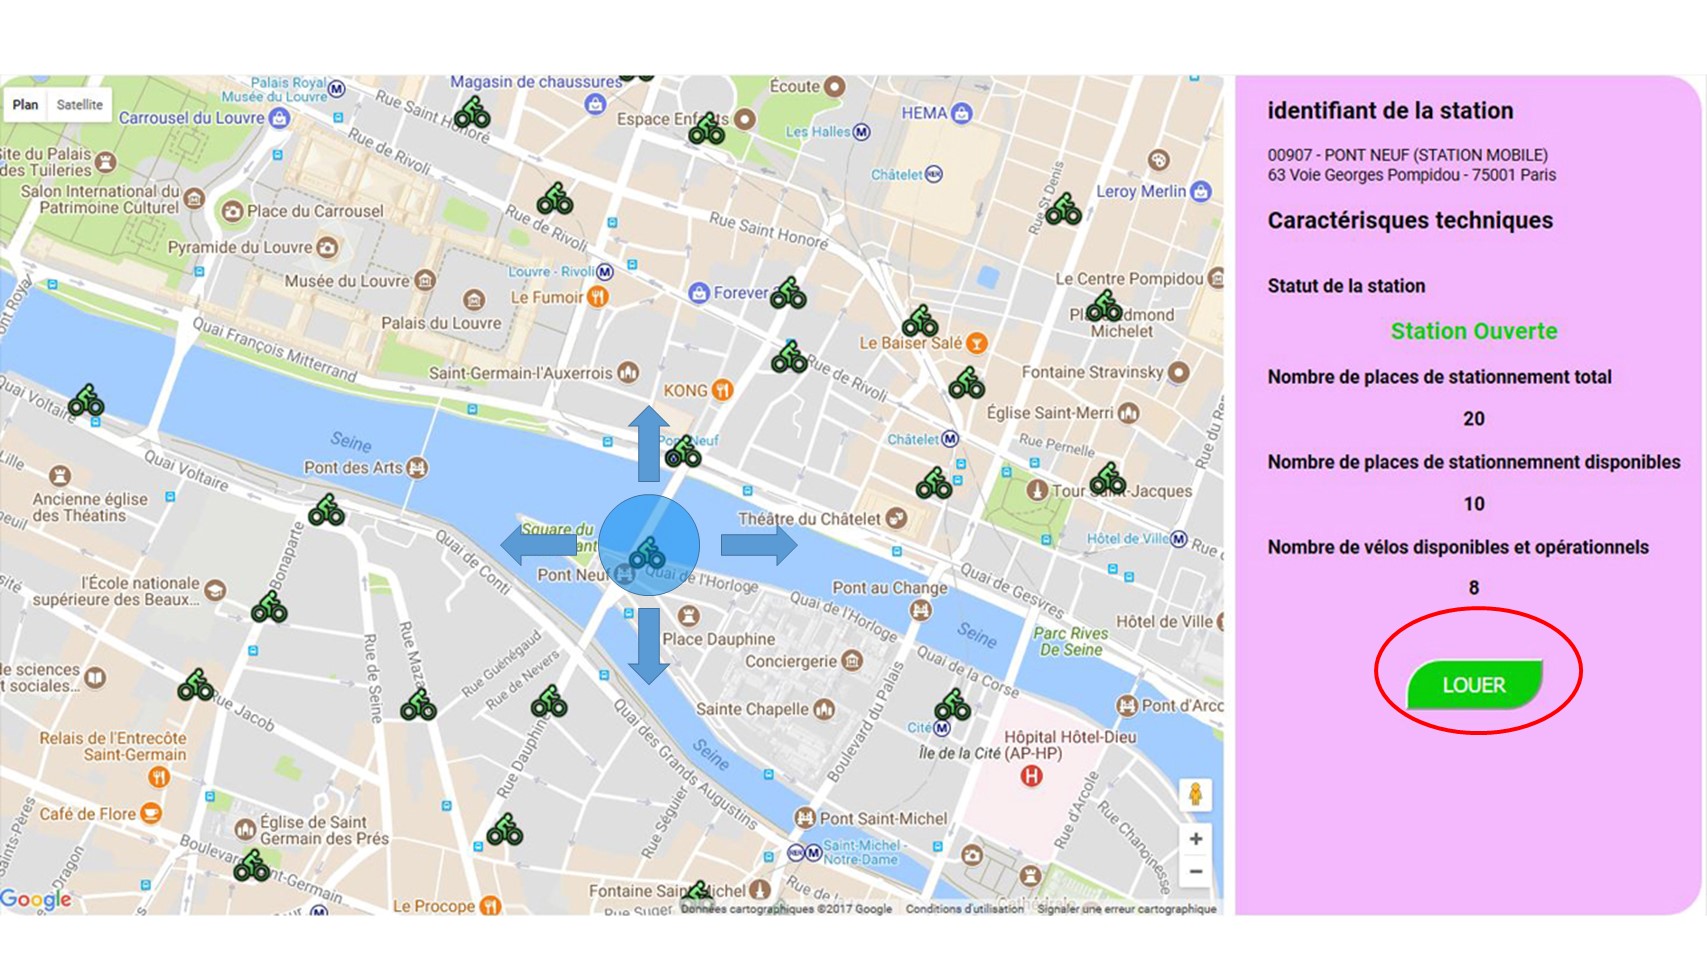 Plan
Satellite
Palais Royal
Musée du Louvre
Carrousel du Louvre
Magasin de chaussures
Écoute
Rue Saint Honoré
Espace
HEMA
Les Halles
Rue de Rivoli
Châtelet
Site du Palais
des Tuileries
Salon International du
Patrimoine Culturel
Place du Carrousel
Leroy Merlin
Rue St Denis
Rue de Rivoli
Rue Saint Honoré
Pyramide du Louvre
Louvre - Rivoli
Musée du Louvre
Le Fumoir
Forever
Le Centre Pompidou
Palais du Louvre
Michelet
Quai François Mitterrand
Le Baiser Salé
Saint-Germain-l'Auxerrois
Rue de Rivoli
Fontaine Stravinsky
KONG
Quai Voltaire
Église Saint-Merri
Seine
Châtelet
Rue Pernelle
Quai Voltaire
Pont des Arts
Ancienne église
des Théatins
Tour Saint-Jacques
Théâtre du Châtelet
Square du
Hôtel de Ville
Rue Bonaparte
Quai de Conti
Pont Neuf
Quai de l'Horloge
l'École nationale
supérieure des Beaux...
Pont au Change
Quai de Gesvres
Quai de l'Horloge
Hôtel de Ville
Seine
Parc Rives
De Seine
Place Dauphine
Rue de Seine
Rue Guénégaud
Rue de Nevers
Conciergerie
Quai de la Corse
de sciences
t sociales...
Rue Jacob
Sainte Chapelle
Boulevard du Palais
Pont d'Arco
Cité
Relais de l'Entrecôte
Saint-Germain
Rue Dauphine
Quai des Grands Augustins
Seine
Île de la Cité
Hôpital Hôtel-Dieu
(AP-HP)
H
Rue d'Arcole
Rue Chanoinesse
Café de Flore
Église de Saint
Germain des Prés
Rue Séguier
Pont Saint-Michel
Saint-Michel -
Notre-Dame
Le Procope
Fontaine Saint-Michel
Rue Suger
Google
Données cartographiques ©2017 Google
Conditions d'utilisation
Signaler une erreur cartographique
identifiant de la station
00907 - PONT NEUF (STATION MOBILE)
63 Voie Georges Pompidou - 75001 Paris
Caractérisques techniques
Statut de la station
Station Ouverte
Nombre de places de stationnement total
20
Nombre de places de stationnemnent disponibles
10
Nombre de vélos disponibles et opérationnels
8
LOUER